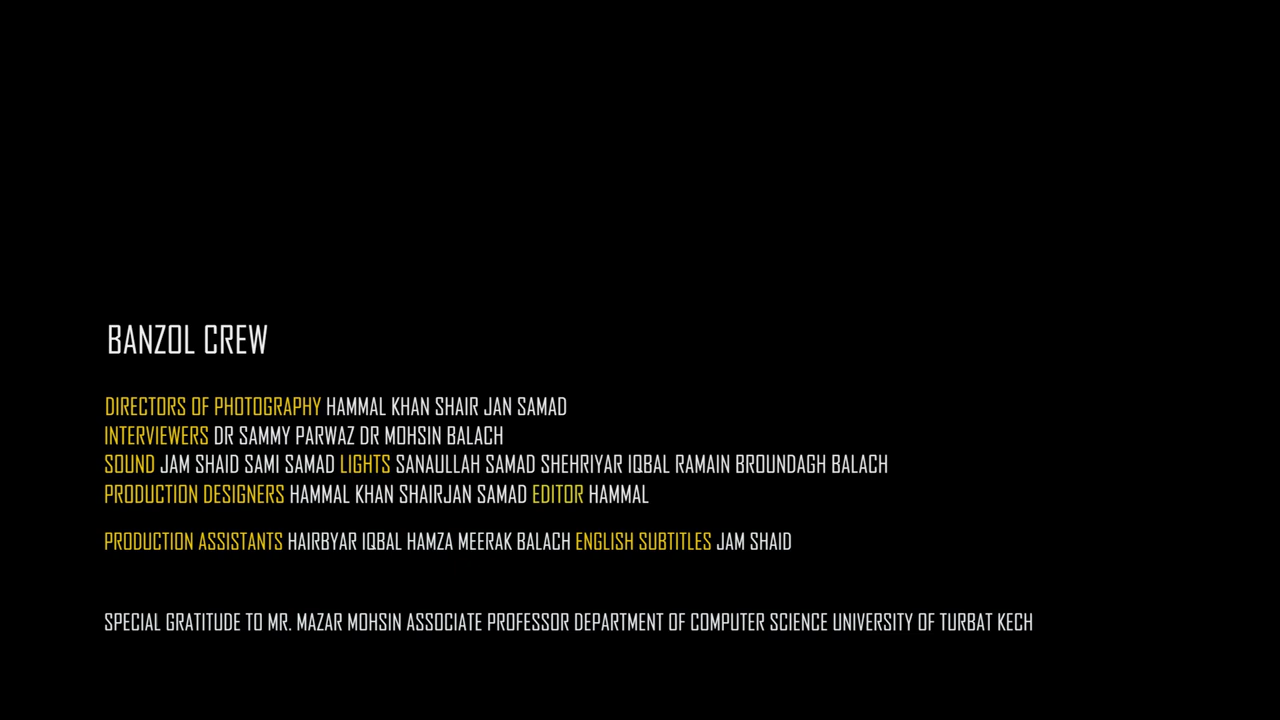 BANZOL CREW
DIRECTORS OF PHOTOGRAPHY HAMMAL KHAN SHAIR JAN SAMAD
INTERVIEWERS DR SAMMY PARWAZ DR MOHSIN BALACH
SOUND JAM SHAID SAMI SAMAD LIGHTS SANAULLAH SAMAD SHEHRIYAR IQBAL RAMAIN BROUNDAGH BALACH
PRODUCTION DESIGNERS HAMMAL KHAN SHAIRJAN SAMAD EDITOR HAMMAL
PRODUCTION ASSISTANTS HAIRBYAR IQBAL HAMZA MEERAK BALACH ENGLISH SUBTITLES JAM SHAID
SPECIAL GRATITUDE TO MR. MAZAR MOHSIN ASSOCIATE PROFESSOR DEPARTMENT OF COMPUTER SCIENCE UNIVERSITY OF TURBAT KECH